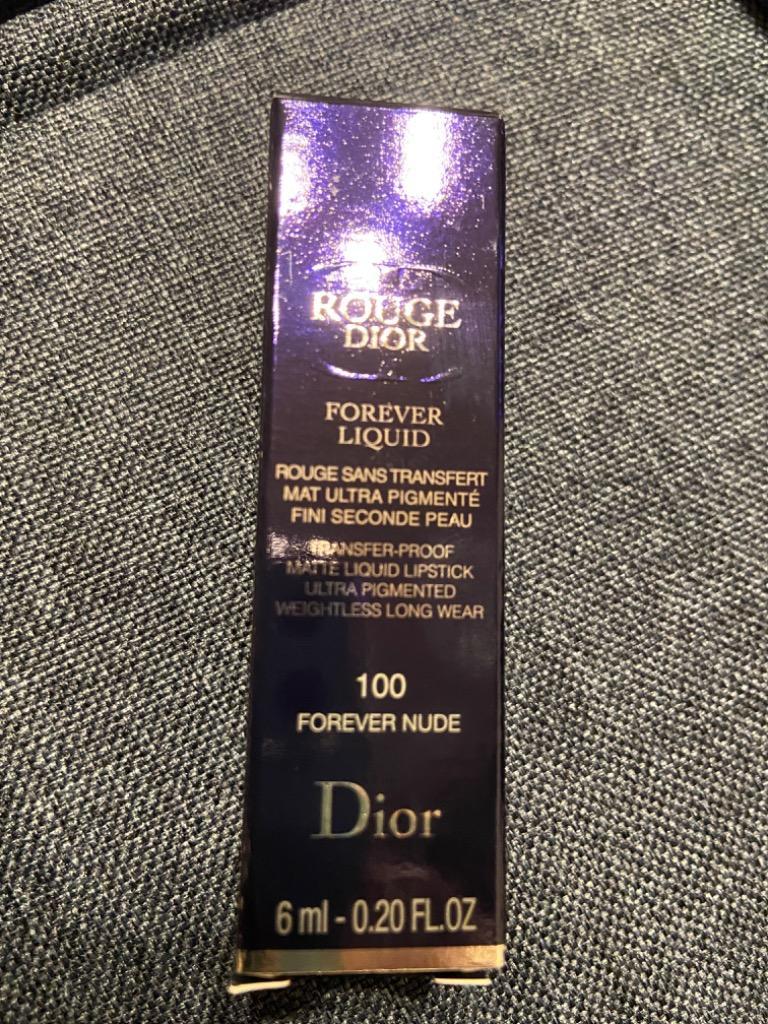 ROUGE
DIOR
FOREVER
LIQUID
ROUGE SANS TRANSFERT
MAT ULTRA PIGMENTÉ
FINI SECONDE PEAU
TRANSFER-PROOF
MATTE LIQUID LIPSTICK
ULTRA PIGMENTED
WEIGHTLESS LONG WEAR
100
FOREVER NUDE
Dior
6 ml - 0.20 FL.OZ